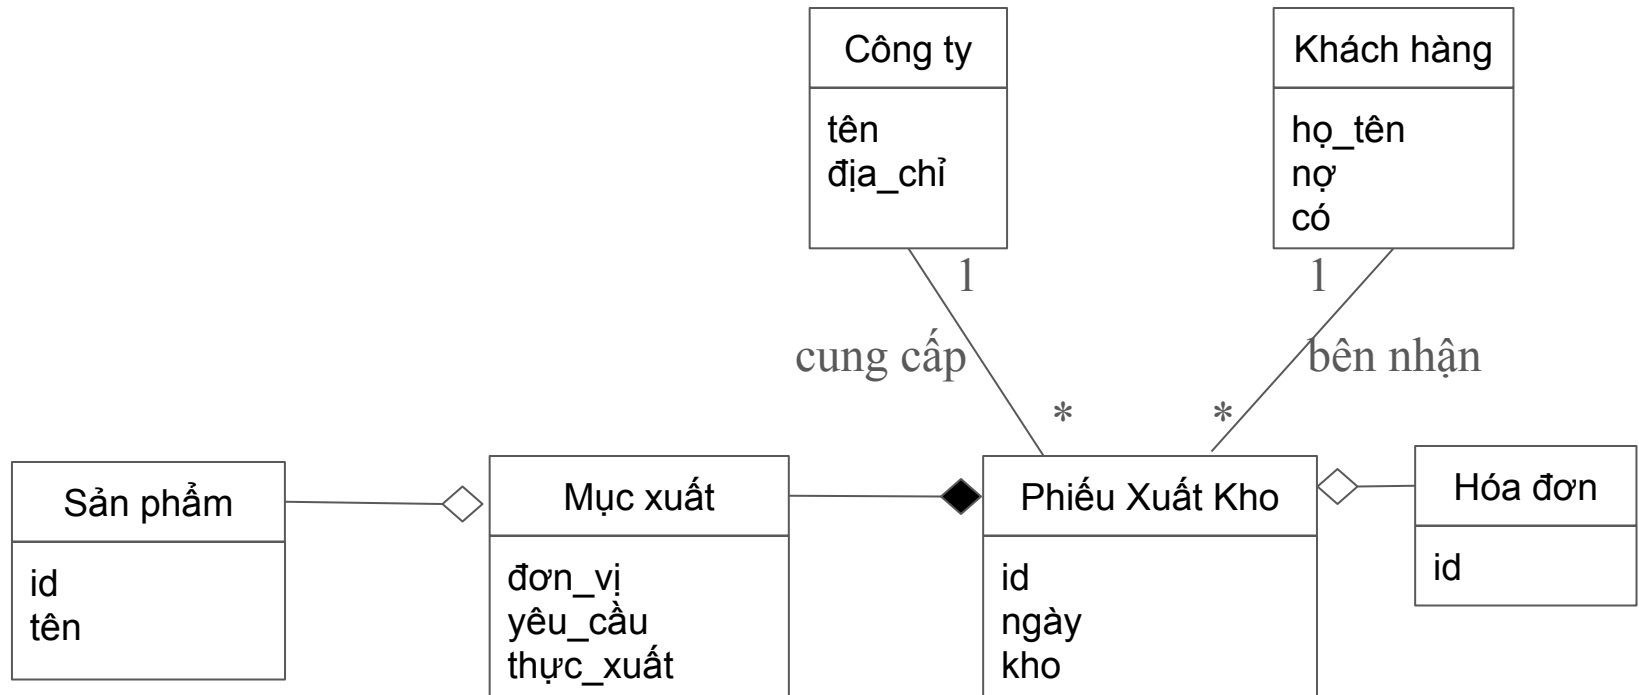 Công ty
tên
địa_chỉ
Khách hàng
họ_tên
nợ
có
1
1
cung cấp
bên nhận
*
*
Sản phẩm
id
tên
Mục xuất
đơn_vị
yêu_cầu
thực_xuất
Phiếu Xuất Kho
id
ngày
kho
Hóa đơn
id